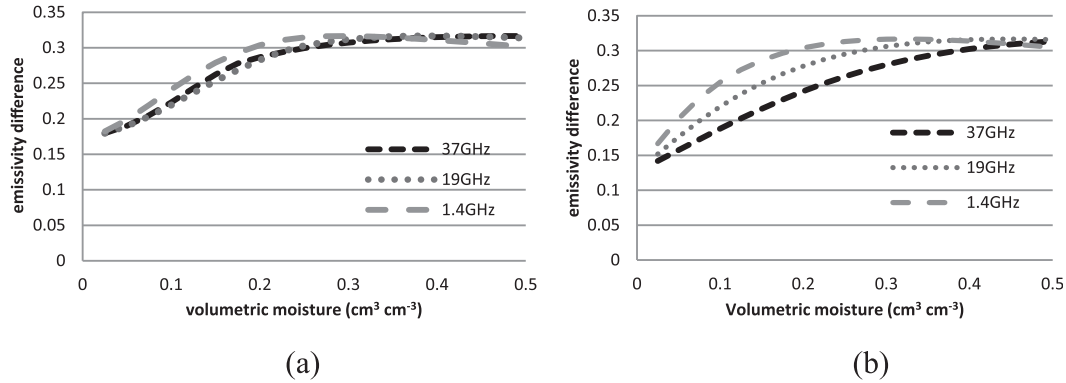 0.35
0.3
0.25
0.2
0.15
0.1
0.05
0
emissivity difference
37GHz
19GHz
1.4GHz
0 0.1 0.2 0.3 0.4 0.5
volumetric moisture (cm³ cm⁻³)
(a)
0.35
0.3
0.25
0.2
0.15
0.1
0.05
0
emissivity difference
37GHz
19GHz
1.4GHz
0 0.1 0.2 0.3 0.4 0.5
Volumetric moisture (cm³ cm⁻³)
(b)